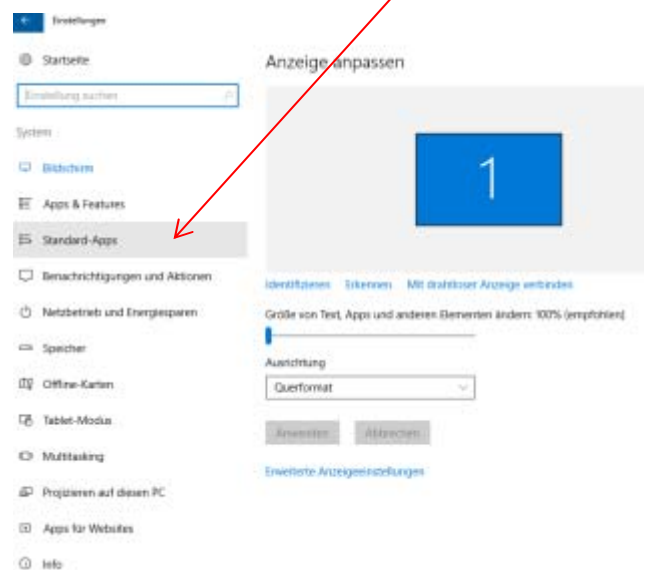 Einstellungen
Startseite
Einstellung suchen
System
Bildschirm
Apps & Features
Standard-Apps
Benachrichtigungen und Aktionen
Netzbetrieb und Energiesparen
Speicher
Offline-Karten
Tablet-Modus
Multitasking
Projizieren auf diesen PC
Apps für Websites
Info
Anzeige anpassen
1
Identifizieren Erkennen Mit drahtloser Anzeige verbinden
Größe von Text, Apps und anderen Elementen ändern: 100% (empfohlen)
Ausrichtung
Querformat
Anwenden Abbrechen
Erweiterte Anzeigeeinstellungen